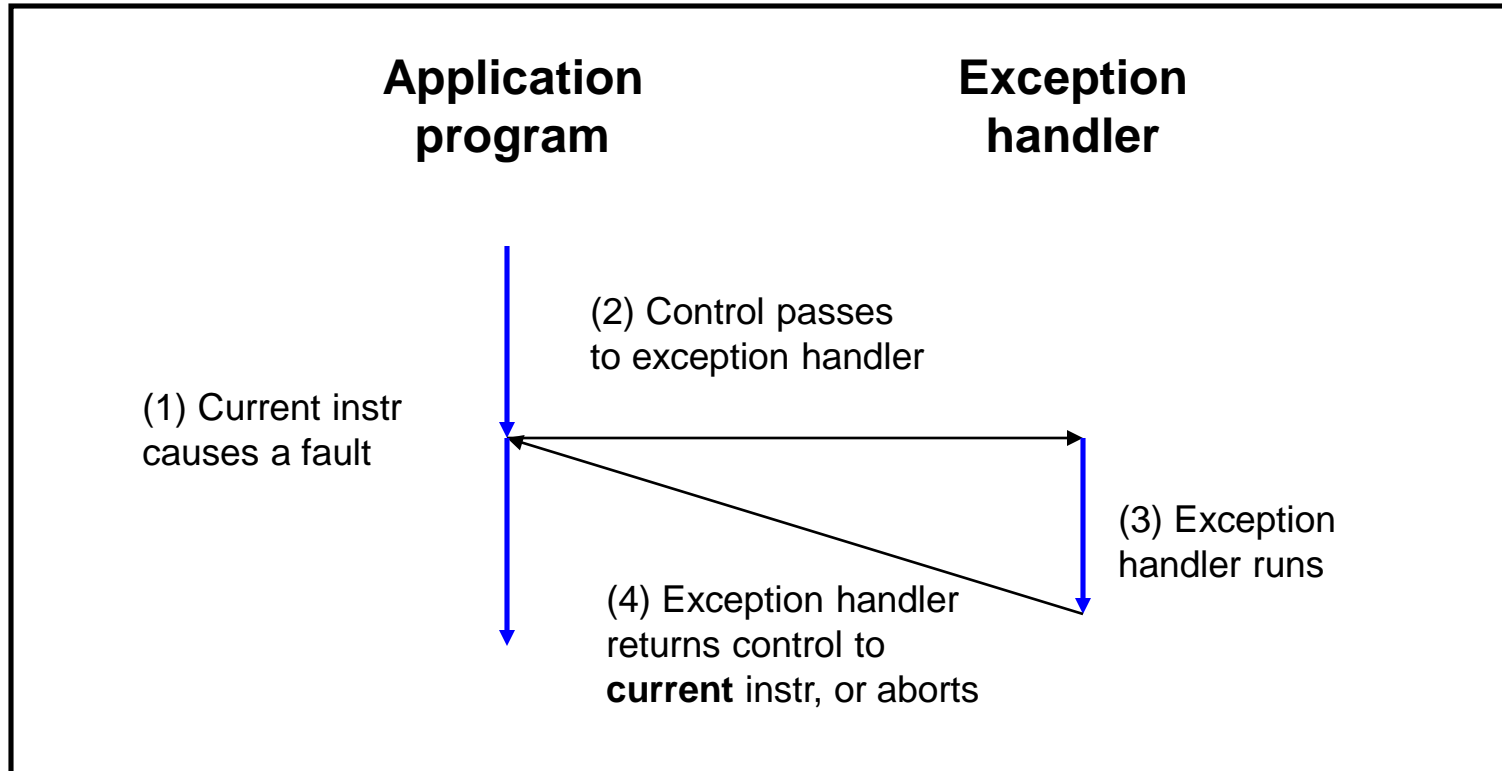 Application
program
Exception
handler
(2) Control passes
to exception handler
(1) Current instr
causes a fault
(3) Exception
handler runs
(4) Exception handler
returns control to
current instr, or aborts